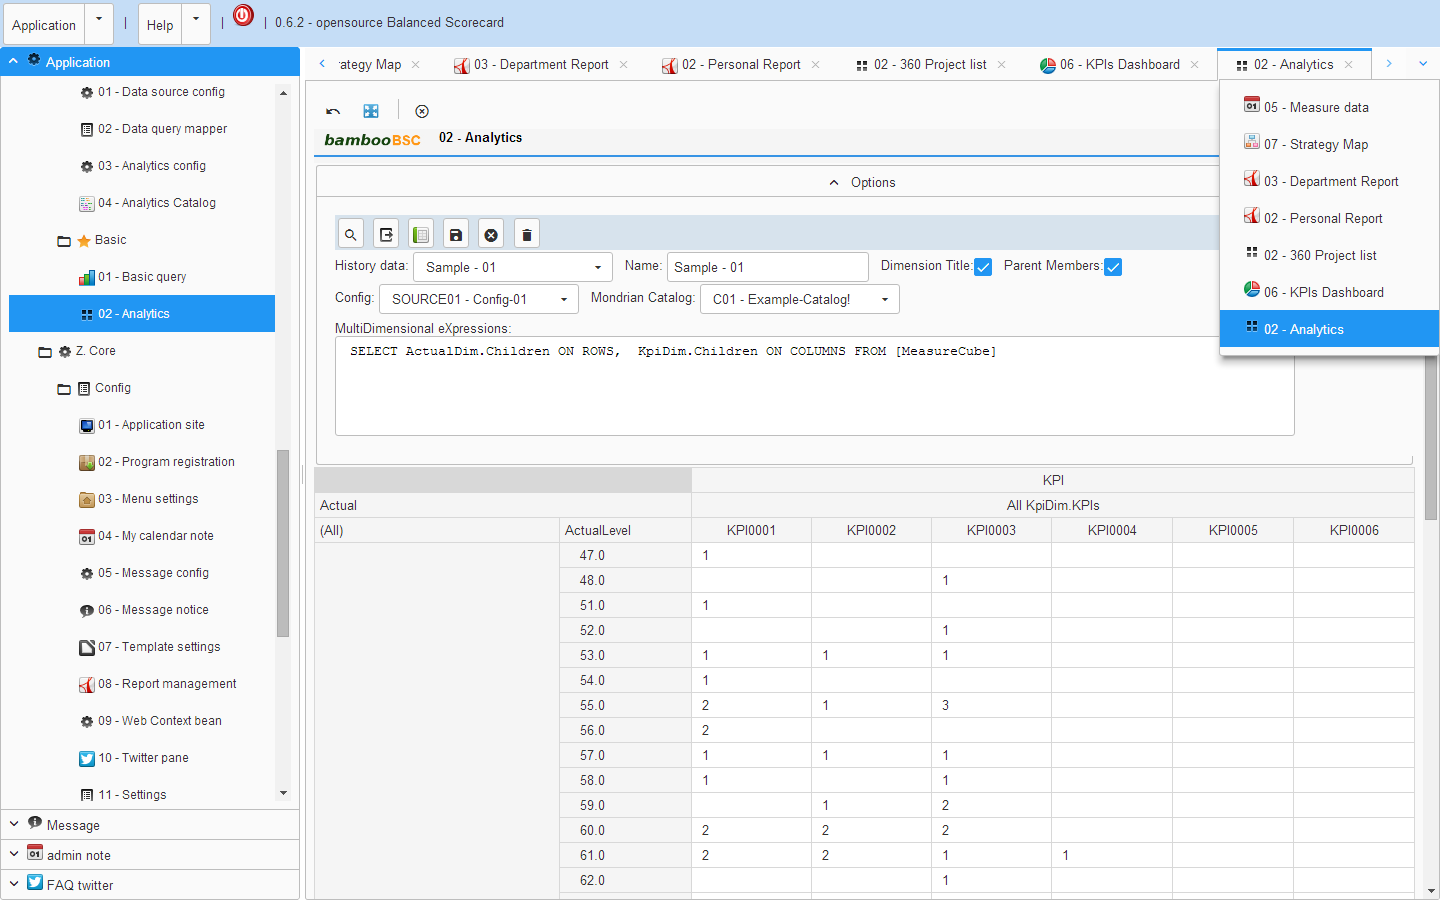 Application
Help
0.6.2 - opensource Balanced Scorecard
Application
01 - Data source config
02 - Data query mapper
03 - Analytics config
04 - Analytics Catalog
Basic
01 - Basic query
02 - Analytics
Z. Core
Config
01 - Application site
02 - Program registration
03 - Menu settings
04 - My calendar note
05 - Message config
06 - Message notice
07 - Template settings
08 - Report management
09 - Web Context bean
10 - Twitter pane
11 - Settings
Message
admin note
FAQ twitter
rategy Map
03 - Department Report
02 - Personal Report
02 - 360 Project list
06 - KPIs Dashboard
02 - Analytics
05 - Measure data
07 - Strategy Map
03 - Department Report
02 - Personal Report
02 - 360 Project list
06 - KPIs Dashboard
02 - Analytics
bambooBSC 02 - Analytics
Options
History data: Sample - 01 Name: Sample - 01 Dimension Title: Parent Members:
Config: SOURCE01 - Config-01 Mondrian Catalog: C01 - Example-Catalog!
MultiDimensional eXpressions:
SELECT ActualDim.Children ON ROWS, KpiDim.Children ON COLUMNS FROM [MeasureCube]
KPI
Actual All KpiDim.KPIs
(All) ActualLevel KPI0001 KPI0002 KPI0003 KPI0004 KPI0005 KPI0006
47.0 1
48.0 1
51.0 1
52.0 1
53.0 1 1 1
54.0 1
55.0 2 1 3
56.0 2
57.0 1 1 1
58.0 1 1
59.0 1 2
60.0 2 2 2
61.0 2 2 1 1
62.0 1